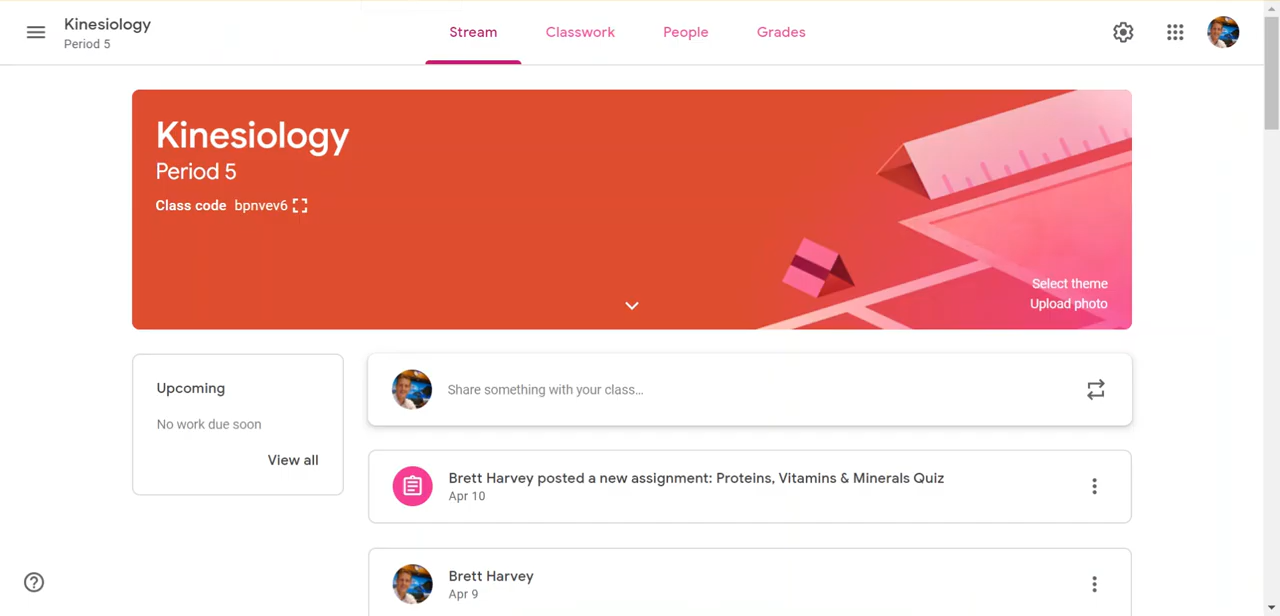 Kinesiology
Period 5
Stream
Classwork
People
Grades
Kinesiology
Period 5
Class code bpnvev6
Select theme
Upload photo
Upcoming
No work due soon
View all
Share something with your class...
Brett Harvey posted a new assignment: Proteins, Vitamins & Minerals Quiz
Apr 10
Brett Harvey
Apr 9